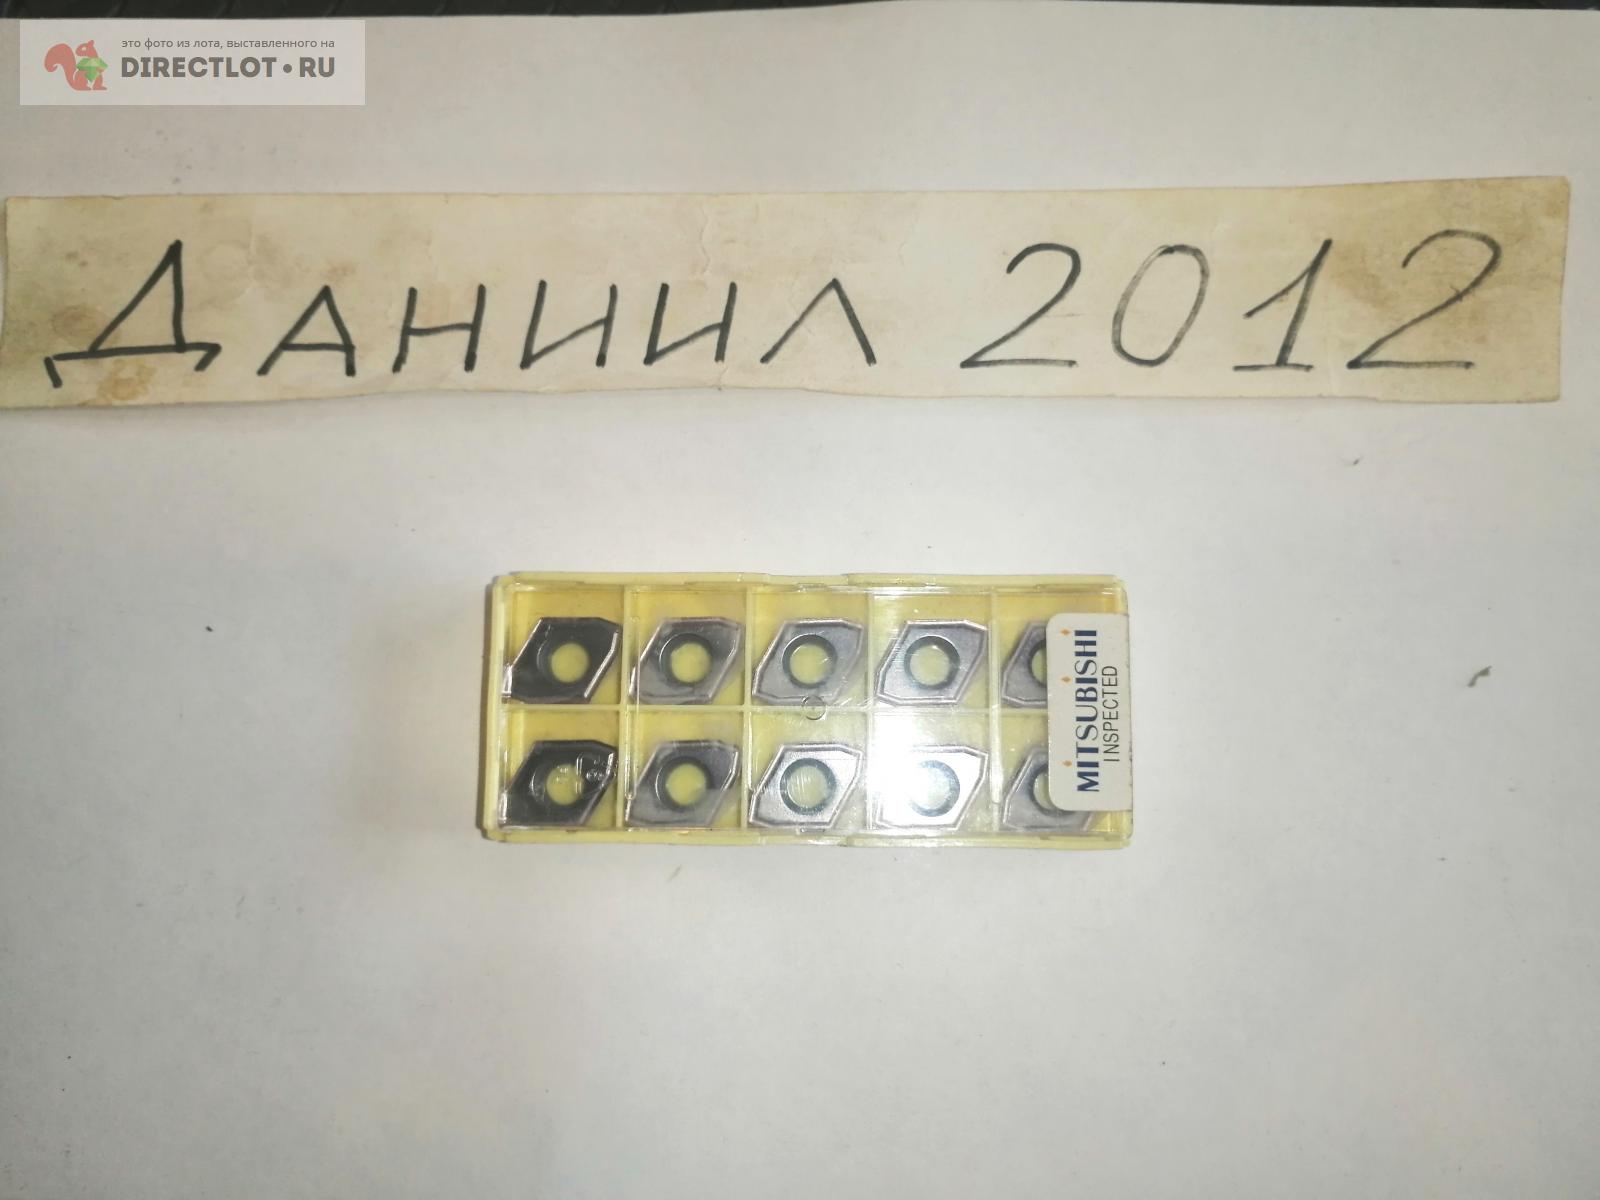 это фото из лота, выставленного на
DIRECTLOT•RU
Даниил 2012
MITSUBISHI
INSPECTED